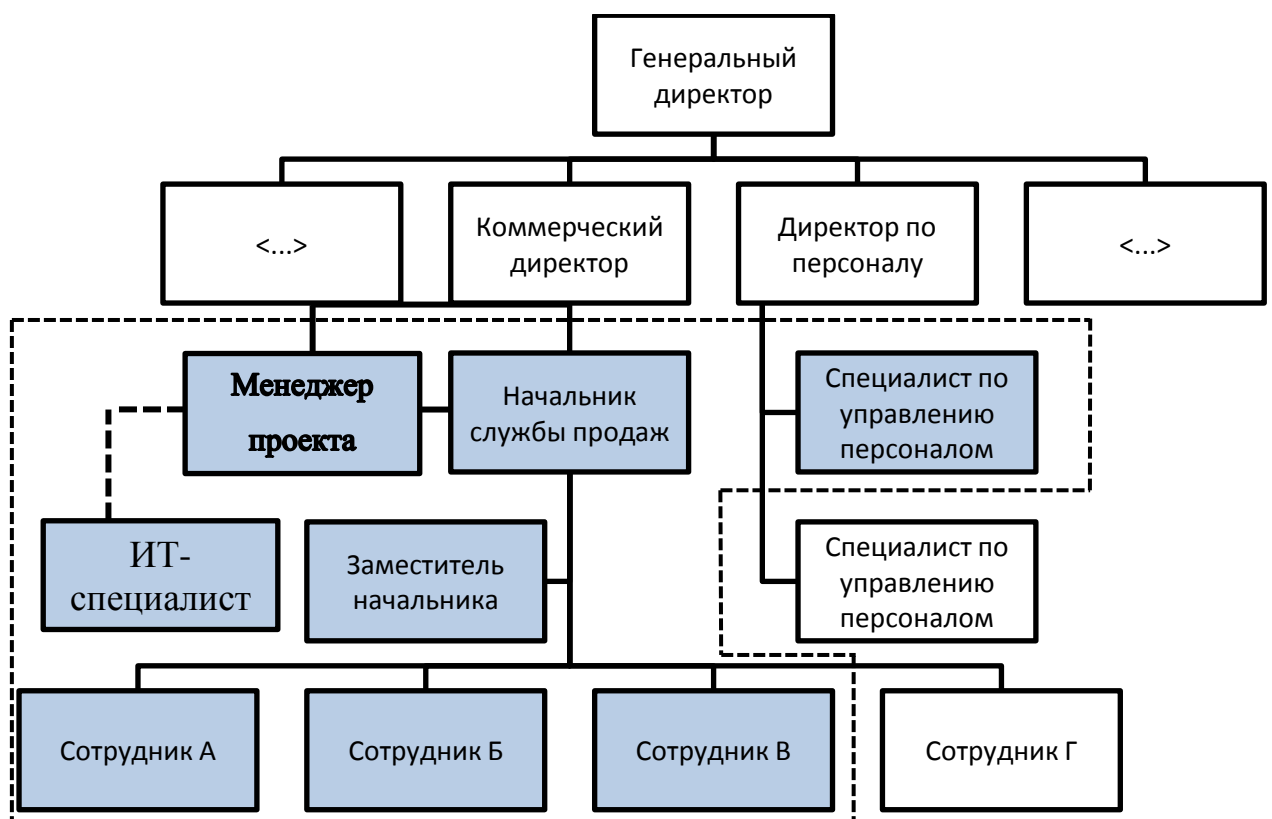 Генеральный
директор
<...>
Коммерческий
директор
Директор по
персоналу
<...>
Менеджер
проекта
Начальник
службы продаж
Специалист по
управлению
персоналом
ИТ-
специалист
Заместитель
начальника
Специалист по
управлению
персоналом
Сотрудник А
Сотрудник Б
Сотрудник В
Сотрудник Г